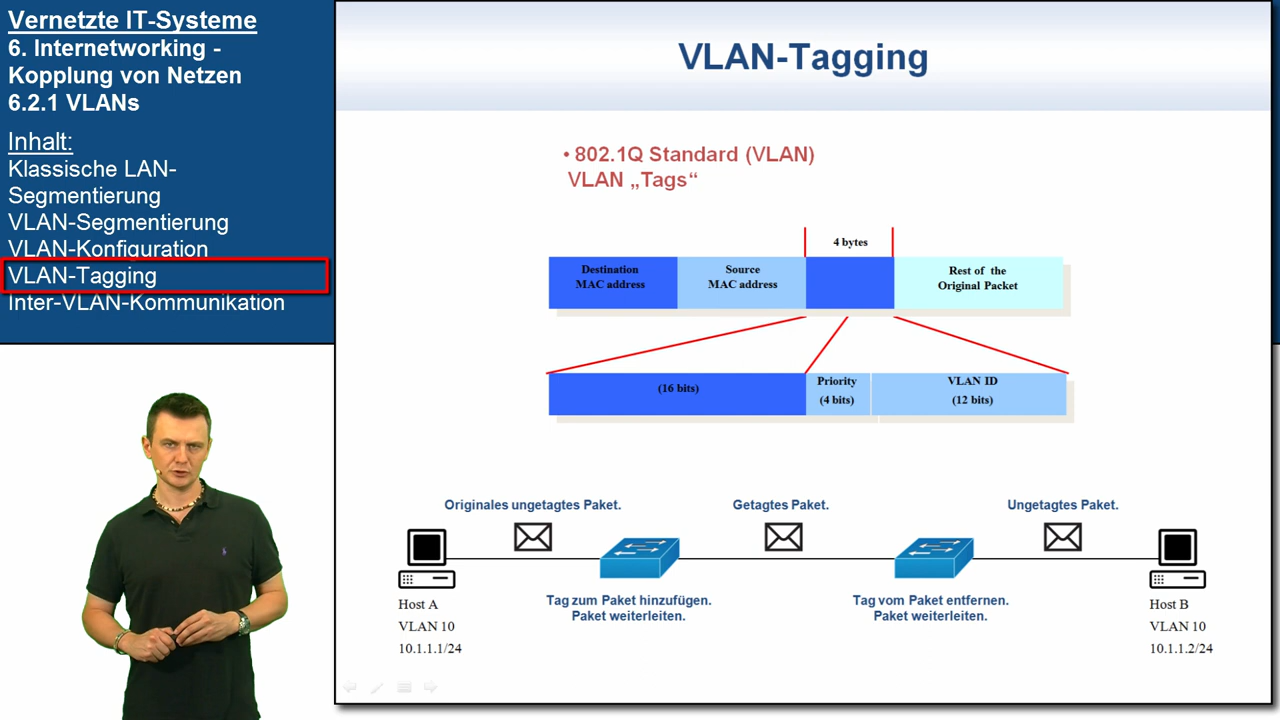 Vernetzte IT-Systeme
6. Internetworking -
Kopplung von Netzen
6.2.1 VLANs
Inhalt:
Klassische LAN-
Segmentierung
VLAN-Segmentierung
VLAN-Konfiguration
VLAN-Tagging
Inter-VLAN-Kommunikation
VLAN-Tagging
• 802.1Q Standard (VLAN)
VLAN „Tags“
4 bytes
Destination
MAC address
Source
MAC address
Rest of the
Original Packet
(16 bits)
Priority
(4 bits)
VLAN ID
(12 bits)
Originales ungetagtes Paket.
Getagtes Paket.
Ungetagtes Paket.
Tag zum Paket hinzufügen.
Paket weiterleiten.
Tag vom Paket entfernen.
Paket weiterleiten.
Host A
VLAN 10
10.1.1.1/24
Host B
VLAN 10
10.1.1.2/24